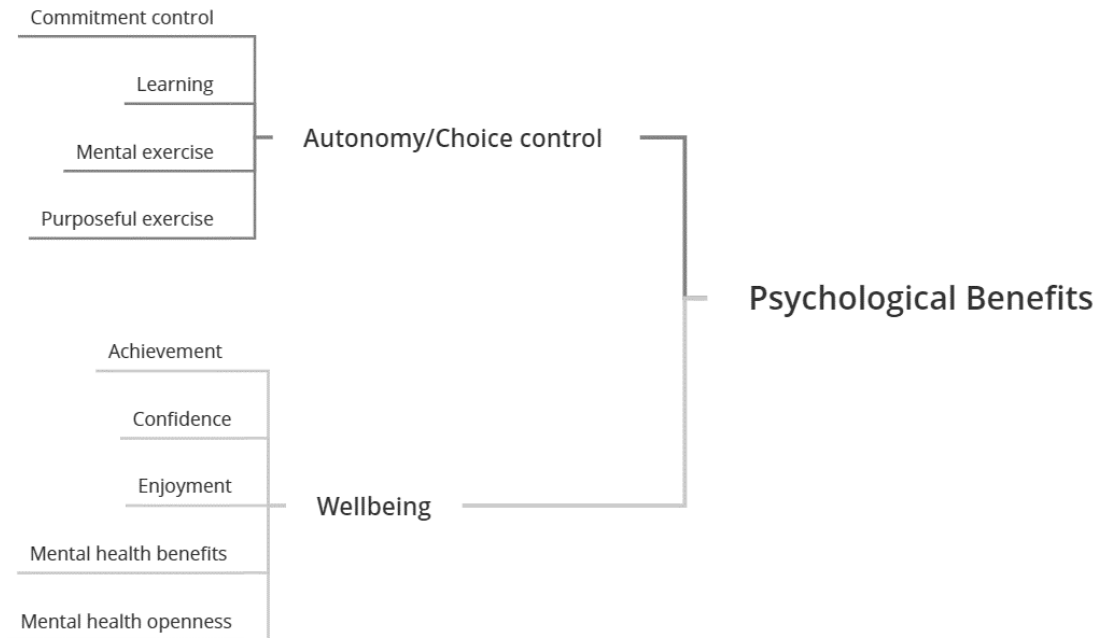 Commitment control
Learning
Mental exercise
Purposeful exercise
Autonomy/Choice control
Psychological Benefits
Achievement
Confidence
Enjoyment
Mental health benefits
Mental health openness
Wellbeing